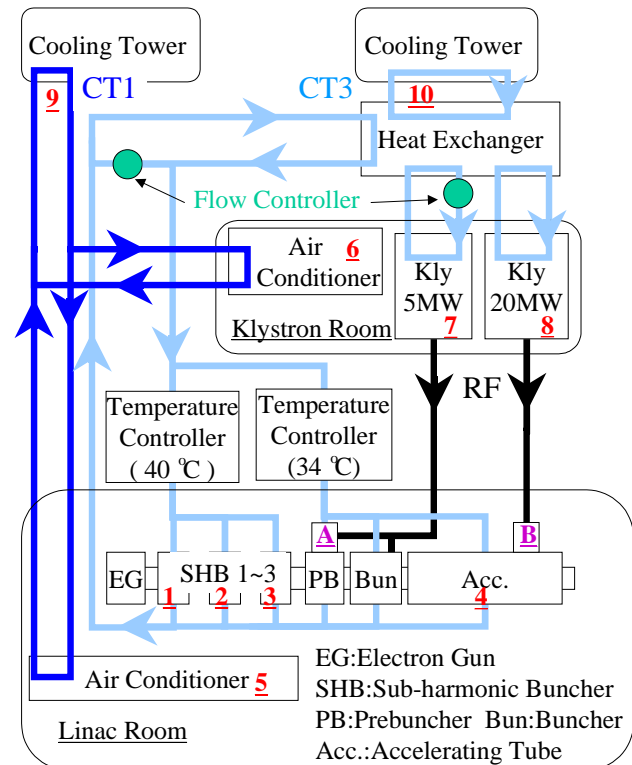 Cooling Tower
Cooling Tower
9
CT1
CT3
10
Heat Exchanger
Flow Controller
Air
Conditioner
6
Kly
5MW
7
Kly
20MW
8
Klystron Room
RF
Temperature
Controller
( 40 ℃ )
Temperature
Controller
(34 ℃)
A
B
EG
SHB 1~3
PB
Bun
Acc.
1
2
3
4
Air Conditioner 5
Linac Room
EG:Electron Gun
SHB:Sub-harmonic Buncher
PB:Prebuncher Bun:Buncher
Acc.:Accelerating Tube